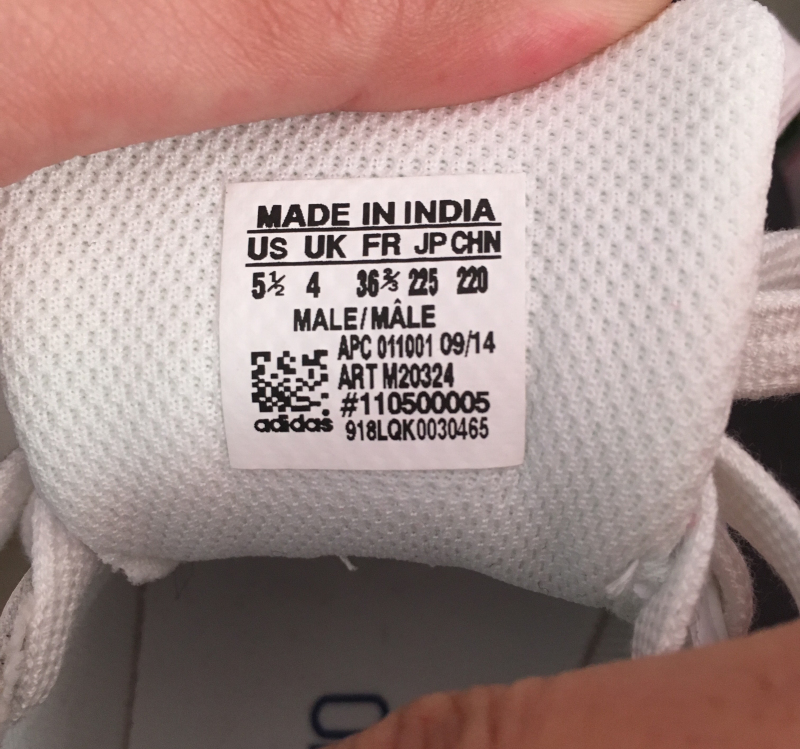 MADE IN INDIA
US UK FR JP CHN
5½ 4 36⅔ 225 220
MALE/MÂLE
APC 011001 09/14
ART M20324
#110500005
adidas 918LQK0030465